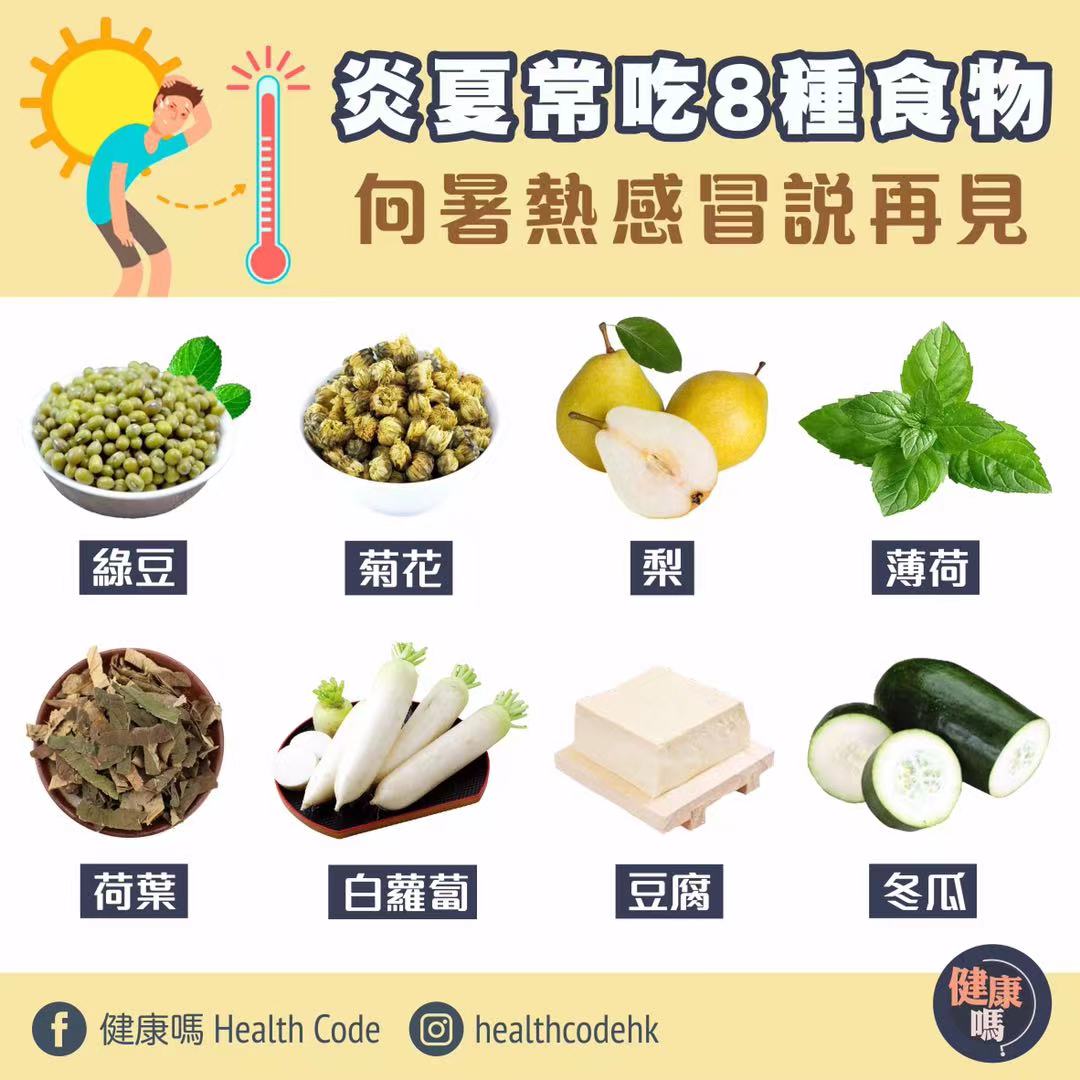 炎夏常吃8種食物
向暑熱感冒説再見
綠豆
菊花
梨
薄荷
荷葉
白蘿蔔
豆腐
冬瓜
健康嗎 Health Code
healthcodehk
健康
嗎